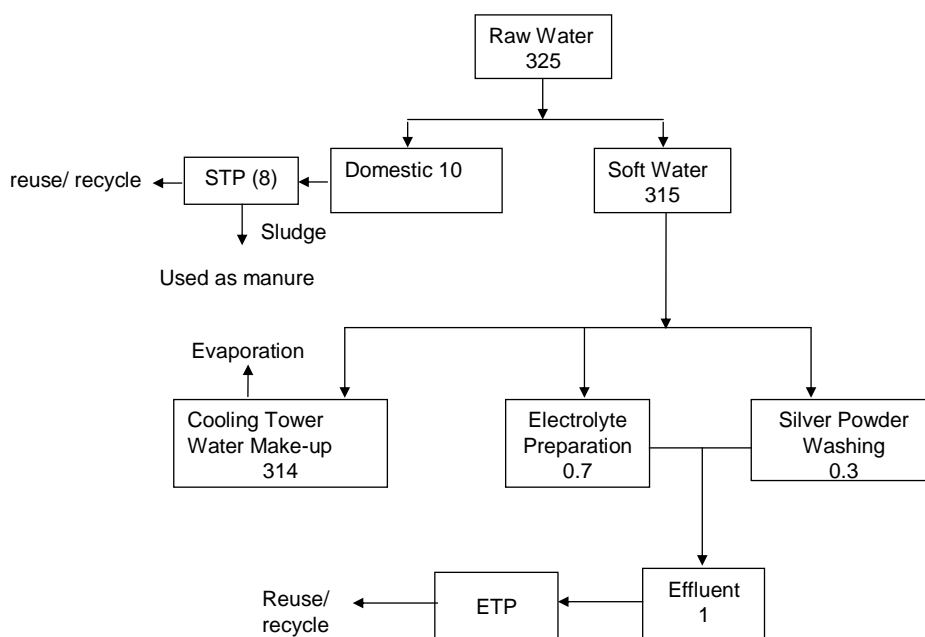 Raw Water
325
Domestic 10
Soft Water
315
STP (8)
reuse/ recycle
Sludge
Used as manure
Evaporation
Cooling Tower
Water Make-up
314
Electrolyte
Preparation
0.7
Silver Powder
Washing
0.3
Effluent
1
ETP
Reuse/
recycle